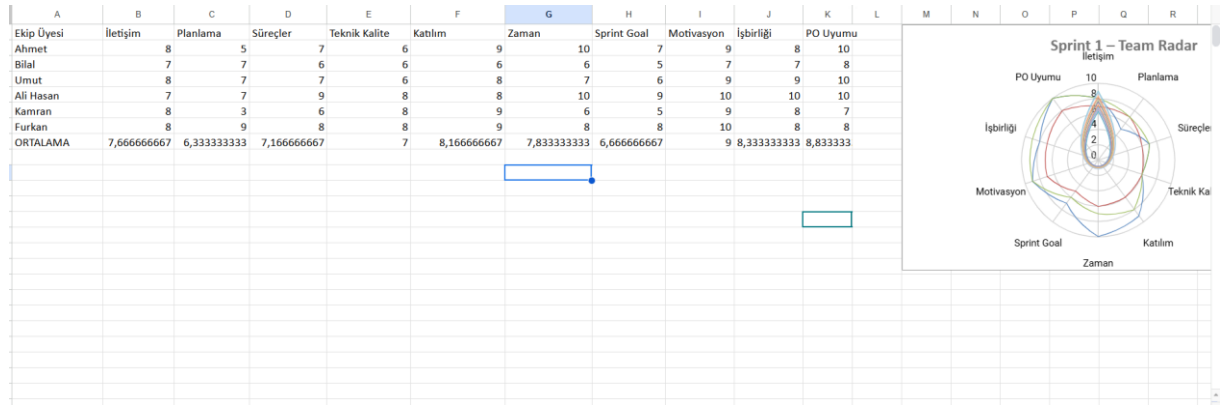 A B C D E F G H I J K L M N O P Q R
Ekip Üyesi İletişim Planlama Süreçler Teknik Kalite Katılım Zaman Sprint Goal Motivasyon İşbirliği PO Uyumu
Ahmet 8 5 7 6 9 10 7 9 8 10
Bilal 7 7 6 6 6 6 5 7 7 8
Umut 8 7 7 6 8 7 6 9 9 10
Ali Hasan 7 7 9 8 8 10 9 10 10 10
Kamran 8 3 6 8 9 6 5 9 8 7
Furkan 8 9 8 8 9 8 8 10 8 8
ORTALAMA 7,666666667 6,333333333 7,166666667 7 8,166666667 7,833333333 6,666666667 9 8,333333333 8,833333
Sprint 1 – Team Radar
İletişim
PO Uyumu 10 Planlama
8
4
İşbirliği Süreçle
2
0
Motivasyon Teknik Kal
Sprint Goal Katılım
Zaman